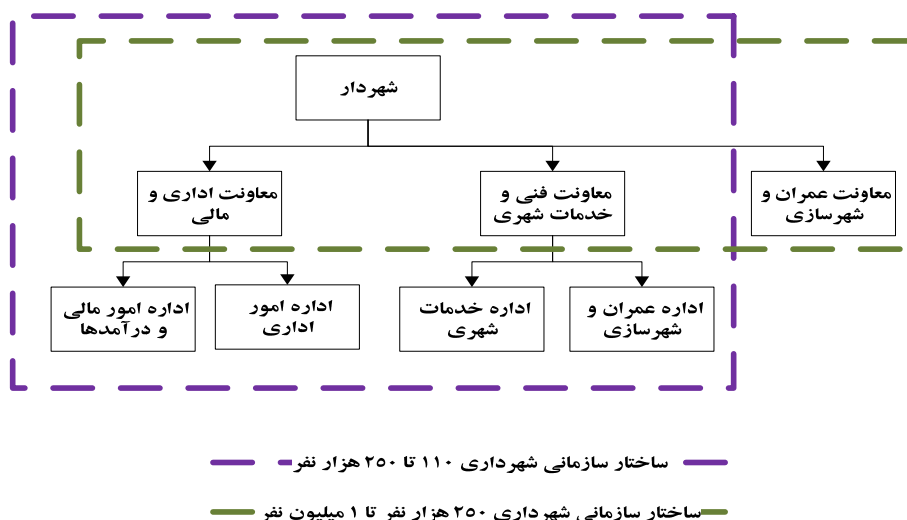 شهردار
معاونت عمران و
شهرسازی
معاونت فنی و
خدمات شهری
معاونت اداری و
مالی
اداره عمران و
شهرسازی
اداره خدمات
شهری
اداره امور
اداری
اداره امور مالی
و درآمدها
ساختار سازمانی شهرداری ۱۱۰ تا ۲۵۰ هزار نفر
ساختار سازمانی شهرداری ۲۵۰ هزار نفر تا ۱ میلیون نفر